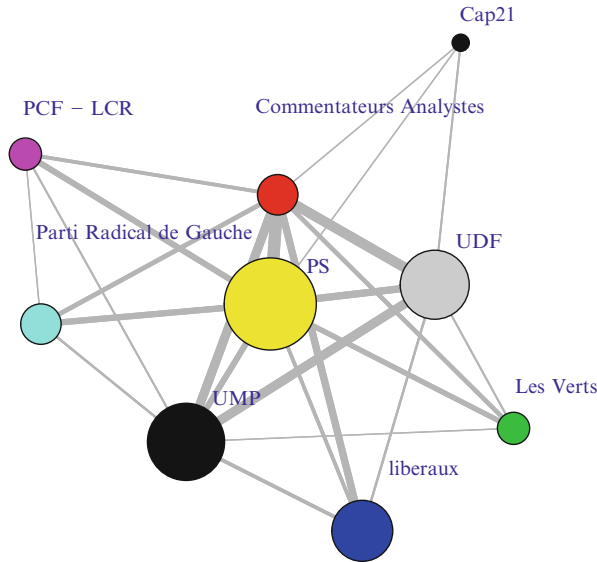 Cap21
PCF − LCR
Commentateurs Analystes
Parti Radical de Gauche
UDF
PS
Les Verts
UMP
liberaux